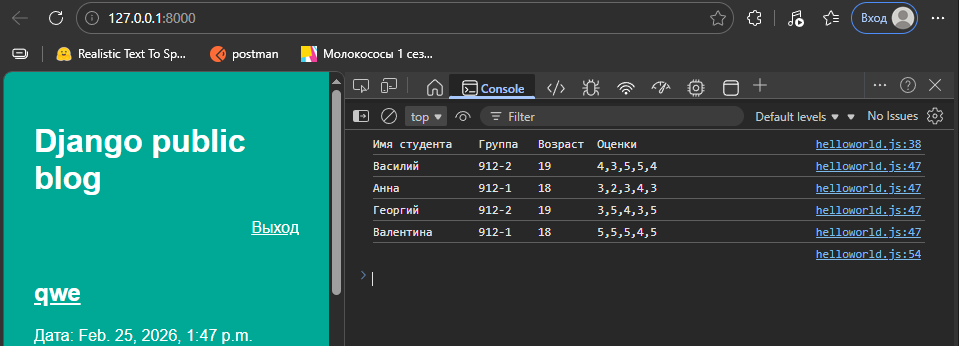 127.0.0.1:8000
Вход
Realistic Text To Sp...
postman
Молокососы 1 сез...
Console
top
Filter
Default levels
No Issues
Имя студента Группа Возраст Оценки helloworld.js:38
Василий 912-2 19 4,3,5,5,4 helloworld.js:47
Анна 912-1 18 3,2,3,4,3 helloworld.js:47
Георгий 912-2 19 3,5,4,3,5 helloworld.js:47
Валентина 912-1 18 5,5,5,4,5 helloworld.js:47
helloworld.js:54
Django public
blog
Выход
qwe
Дата: Feb. 25, 2026, 1:47 p.m.